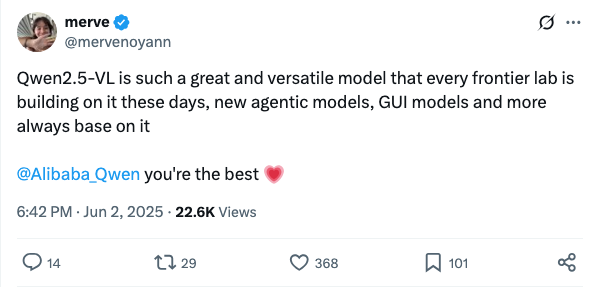 merve
@mervenoyann
Qwen2.5-VL is such a great and versatile model that every frontier lab is
building on it these days, new agentic models, GUI models and more
always base on it
@Alibaba_Qwen you're the best 💗
6:42 PM · Jun 2, 2025 · 22.6K Views
14 29 368 101